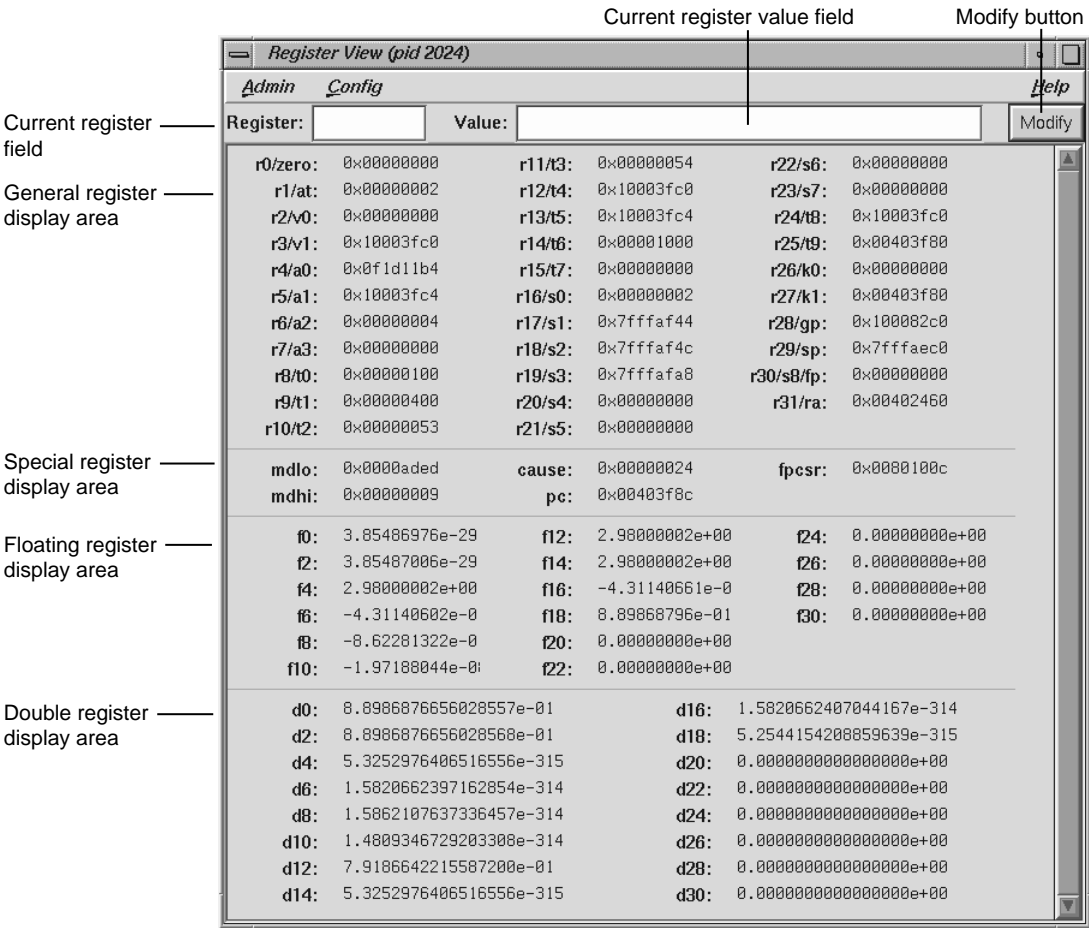 Current register value field Modify button
Register View (pid 2024)
Admin Config Help
Current register field
Register: Value: Modify
General register display area
r0/zero: 0x00000000 r11/t3: 0x00000054 r22/s6: 0x00000000
r1/at: 0x00000002 r12/t4: 0x10003fc0 r23/s7: 0x00000000
r2/v0: 0x00000000 r13/t5: 0x10003fc4 r24/t8: 0x10003fc0
r3/v1: 0x10003fc0 r14/t6: 0x00001000 r25/t9: 0x00403f80
r4/a0: 0x0f1d11b4 r15/t7: 0x00000000 r26/k0: 0x00000000
r5/a1: 0x10003fc4 r16/s0: 0x00000002 r27/k1: 0x00403f80
r6/a2: 0x00000004 r17/s1: 0x7fffaf44 r28/gp: 0x100082c0
r7/a3: 0x00000000 r18/s2: 0x7fffaf4c r29/sp: 0x7fffaec0
r8/t0: 0x00000100 r19/s3: 0x7fffafa8 r30/s8/fp: 0x00000000
r9/t1: 0x00000400 r20/s4: 0x00000000 r31/ra: 0x00402460
r10/t2: 0x00000053 r21/s5: 0x00000000
Special register display area
mdlo: 0x0000aded cause: 0x00000024 fpcsr: 0x0080100c
mdhi: 0x00000009 pc: 0x00403f8c
Floating register display area
f0: 3.85486976e-29 f12: 2.98000002e+00 f24: 0.00000000e+00
f2: 3.85487006e-29 f14: 2.98000002e+00 f26: 0.00000000e+00
f4: 2.98000002e+00 f16: -4.31140661e-0 f28: 0.00000000e+00
f6: -4.31140602e-0 f18: 8.89868796e-01 f30: 0.00000000e+00
f8: -8.62281322e-0 f20: 0.00000000e+00
f10: -1.97188044e-0 f22: 0.00000000e+00
Double register display area
d0: 8.8986876656028557e-01 d16: 1.5820662407044167e-314
d2: 8.8986876656028568e-01 d18: 5.2544154208859639e-315
d4: 5.3252976406516556e-315 d20: 0.0000000000000000e+00
d6: 1.5820662397162854e-314 d22: 0.0000000000000000e+00
d8: 1.5862107637336457e-314 d24: 0.0000000000000000e+00
d10: 1.4809346729203308e-314 d26: 0.0000000000000000e+00
d12: 7.9186642215587200e-01 d28: 0.0000000000000000e+00
d14: 5.3252976406516556e-315 d30: 0.0000000000000000e+00